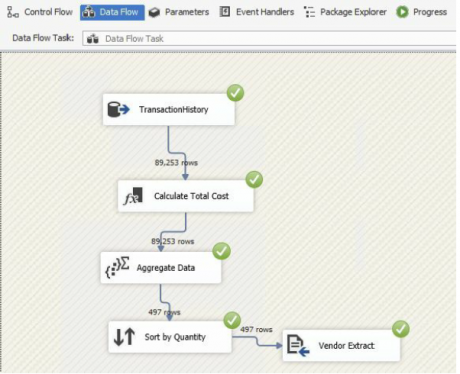 Control Flow Data Flow Parameters Event Handlers Package Explorer Progress
Data Flow Task: Data Flow Task
TransactionHistory
89,253 rows
Calculate Total Cost
89,253 rows
Aggregate Data
497 rows
Sort by Quantity
497 rows
Vendor Extract